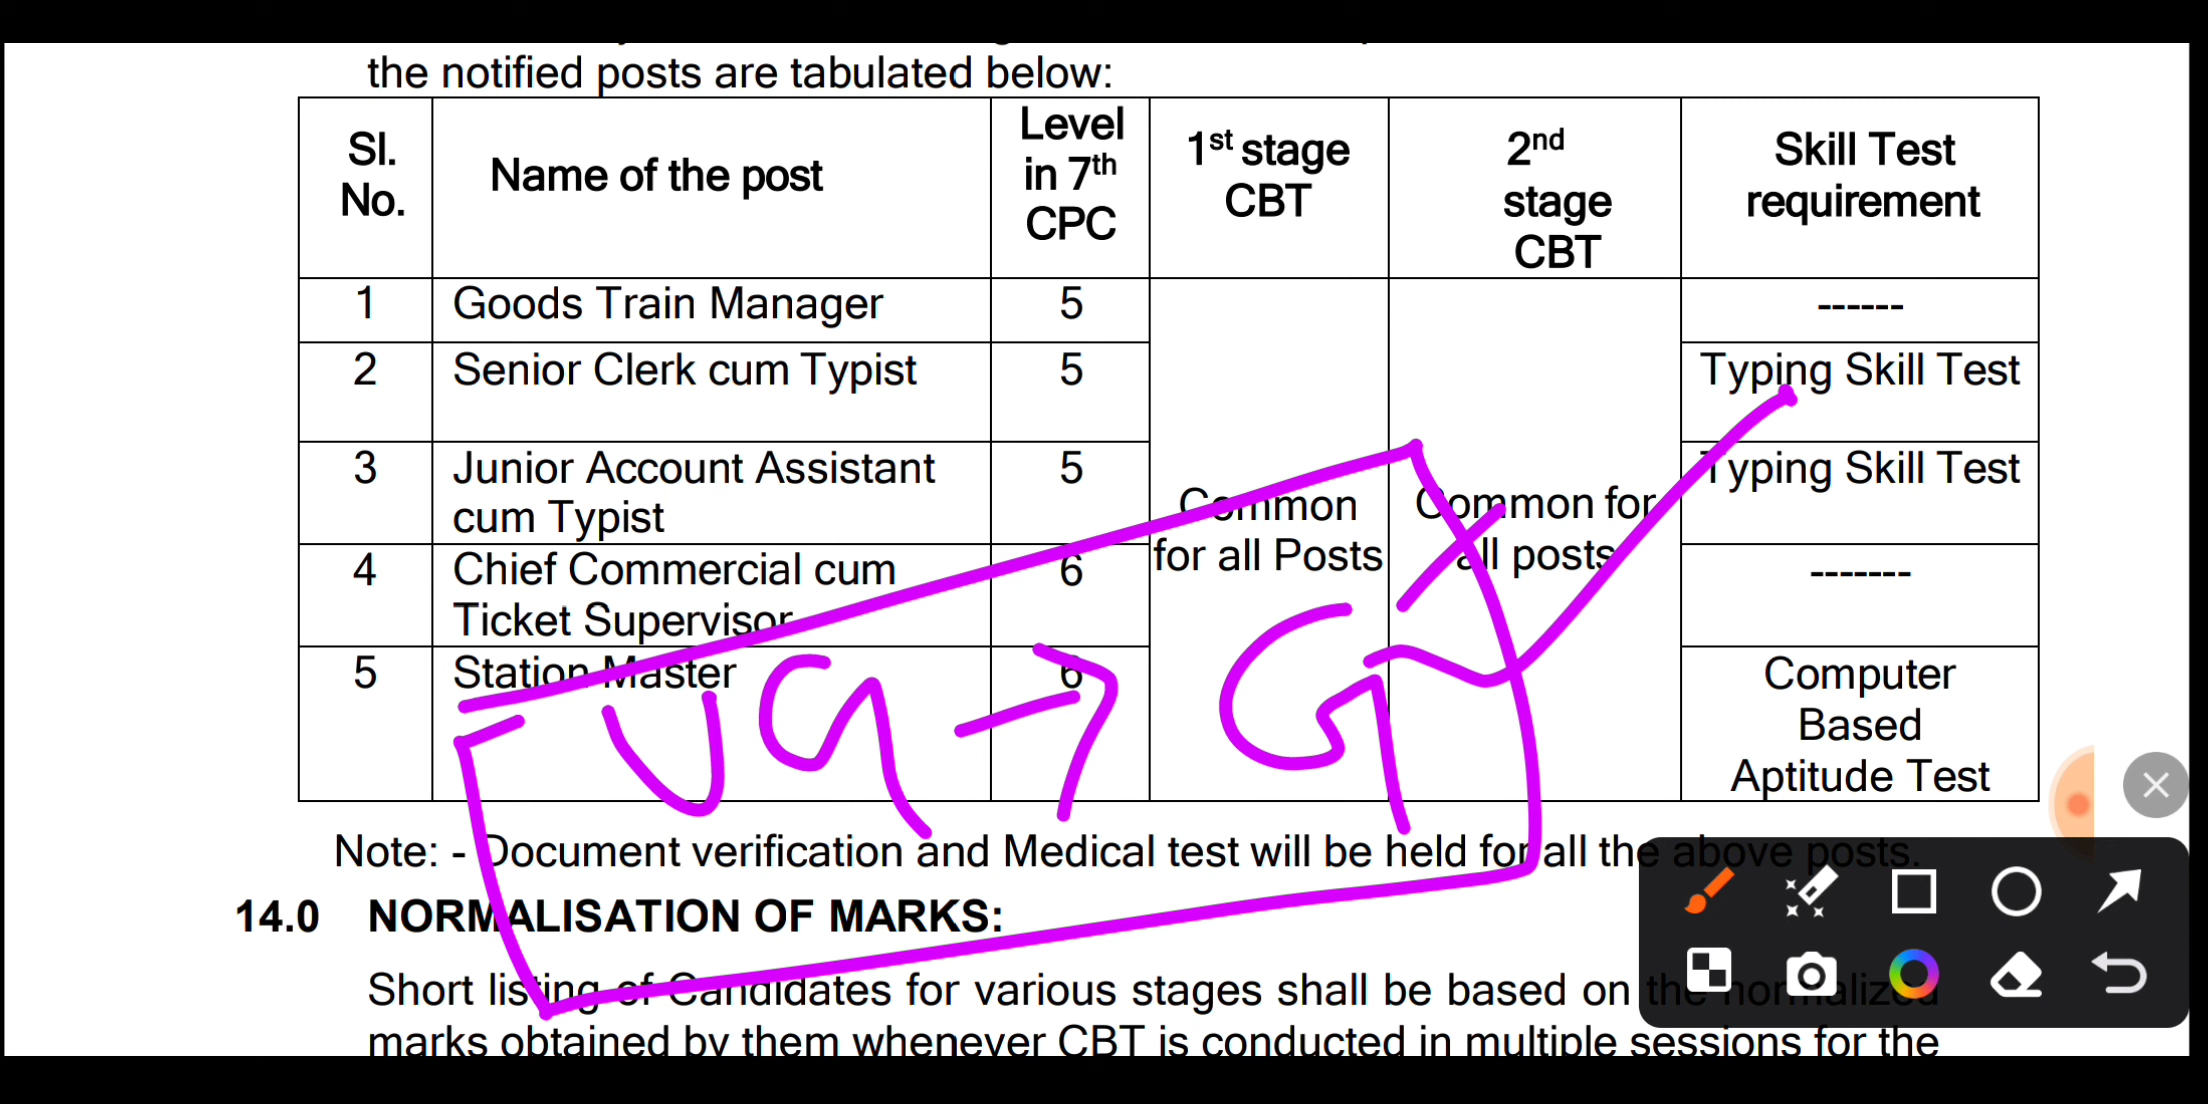 the notified posts are tabulated below:
Sl. No. Name of the post Level in 7th CPC 1st stage CBT 2nd stage CBT Skill Test requirement
1 Goods Train Manager 5 ------
2 Senior Clerk cum Typist 5 Typing Skill Test
3 Junior Account Assistant cum Typist 5 Typing Skill Test
Common for all Posts Common for all posts
4 Chief Commercial cum Ticket Supervisor 6 -------
5 Station Master 6 Computer Based Aptitude Test
Note: - Document verification and Medical test will be held for all the above posts.
14.0 NORMALISATION OF MARKS:
Short listing of Candidates for various stages shall be based on the normalized
marks obtained by them whenever CBT is conducted in multiple sessions for the